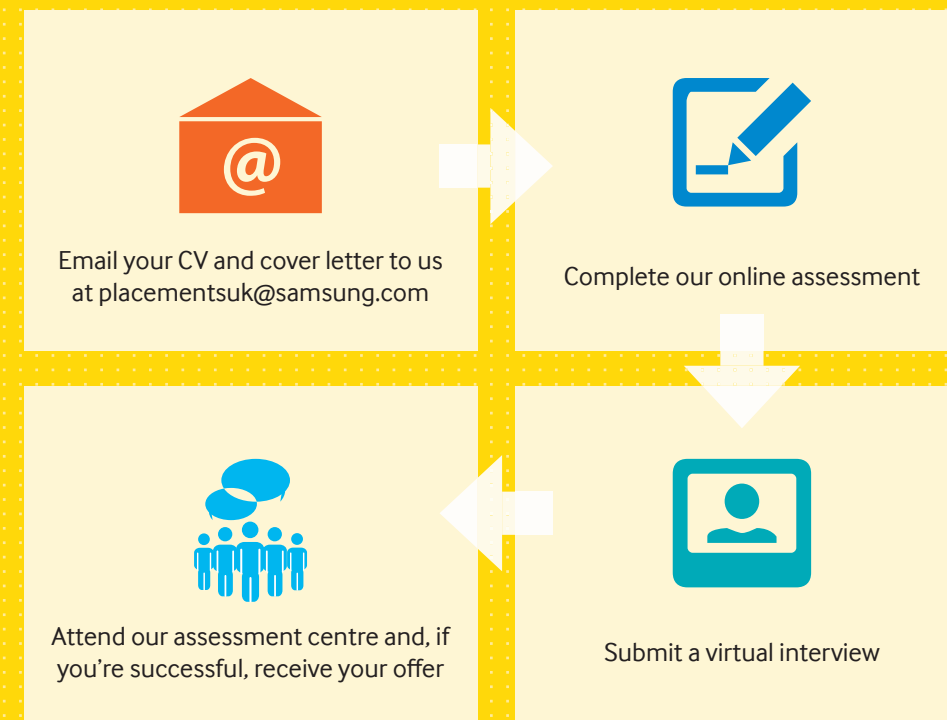 @
Email your CV and cover letter to us
at placementsuk@samsung.com
Complete our online assessment
Submit a virtual interview
Attend our assessment centre and, if
you’re successful, receive your offer